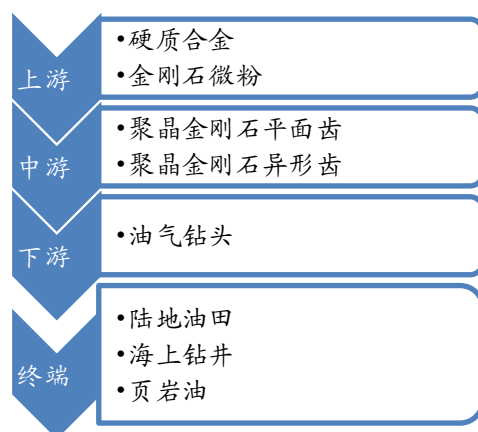 上游
•硬质合金
•金刚石微粉
中游
•聚晶金刚石平面齿
•聚晶金刚石异形齿
下游
•油气钻头
终端
•陆地油田
•海上钻井
•页岩油